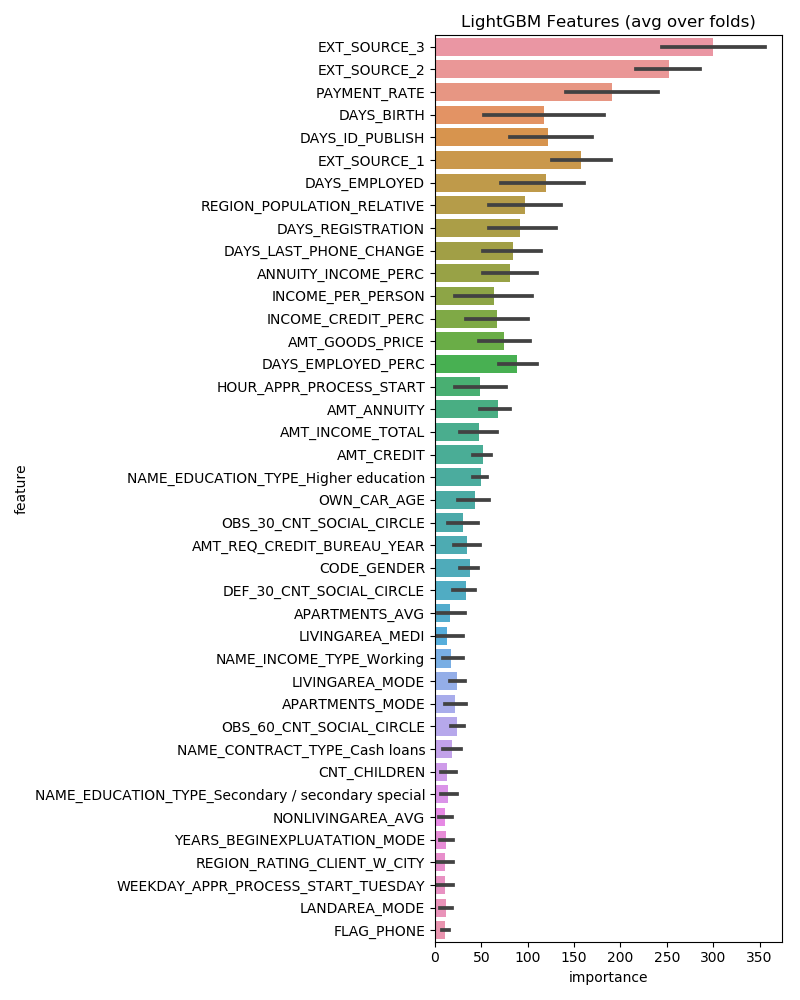 LightGBM Features (avg over folds)
EXT_SOURCE_3
EXT_SOURCE_2
PAYMENT_RATE
DAYS_BIRTH
DAYS_ID_PUBLISH
EXT_SOURCE_1
DAYS_EMPLOYED
REGION_POPULATION_RELATIVE
DAYS_REGISTRATION
DAYS_LAST_PHONE_CHANGE
ANNUITY_INCOME_PERC
INCOME_PER_PERSON
INCOME_CREDIT_PERC
AMT_GOODS_PRICE
DAYS_EMPLOYED_PERC
HOUR_APPR_PROCESS_START
AMT_ANNUITY
AMT_INCOME_TOTAL
AMT_CREDIT
NAME_EDUCATION_TYPE_Higher education
OWN_CAR_AGE
OBS_30_CNT_SOCIAL_CIRCLE
AMT_REQ_CREDIT_BUREAU_YEAR
CODE_GENDER
DEF_30_CNT_SOCIAL_CIRCLE
APARTMENTS_AVG
LIVINGAREA_MEDI
NAME_INCOME_TYPE_Working
LIVINGAREA_MODE
APARTMENTS_MODE
OBS_60_CNT_SOCIAL_CIRCLE
NAME_CONTRACT_TYPE_Cash loans
CNT_CHILDREN
NAME_EDUCATION_TYPE_Secondary / secondary special
NONLIVINGAREA_AVG
YEARS_BEGINEXPLUATATION_MODE
REGION_RATING_CLIENT_W_CITY
WEEKDAY_APPR_PROCESS_START_TUESDAY
LANDAREA_MODE
FLAG_PHONE
feature
0 50 100 150 200 250 300 350
importance